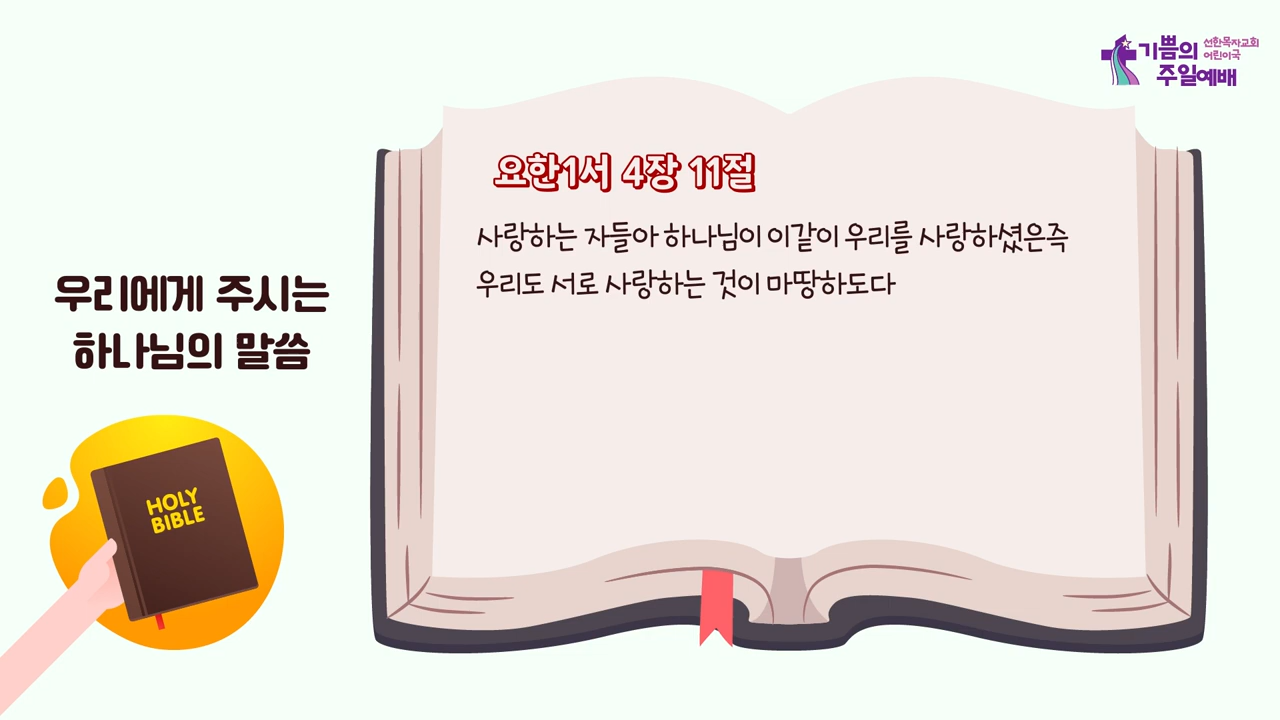 기쁨의
선한목자교회
어린이국
주일예배
요한1서 4장 11절
사랑하는 자들아 하나님이 이같이 우리를 사랑하셨은즉
우리도 서로 사랑하는 것이 마땅하도다
우리에게 주시는
하나님의 말씀
HOLY
BIBLE